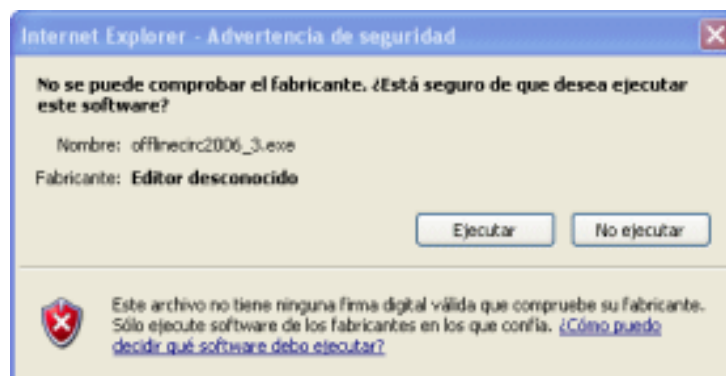 Internet Explorer - Advertencia de seguridad
No se puede comprobar el fabricante. ¿Está seguro de que desea ejecutar
este software?
Nombre: offlinecirc2006_3.exe
Fabricante: Editor desconocido
Ejecutar No ejecutar
Este archivo no tiene ninguna firma digital válida que compruebe su fabricante.
Sólo ejecute software de los fabricantes en los que confía. ¿Cómo puedo
decidir qué software debo ejecutar?